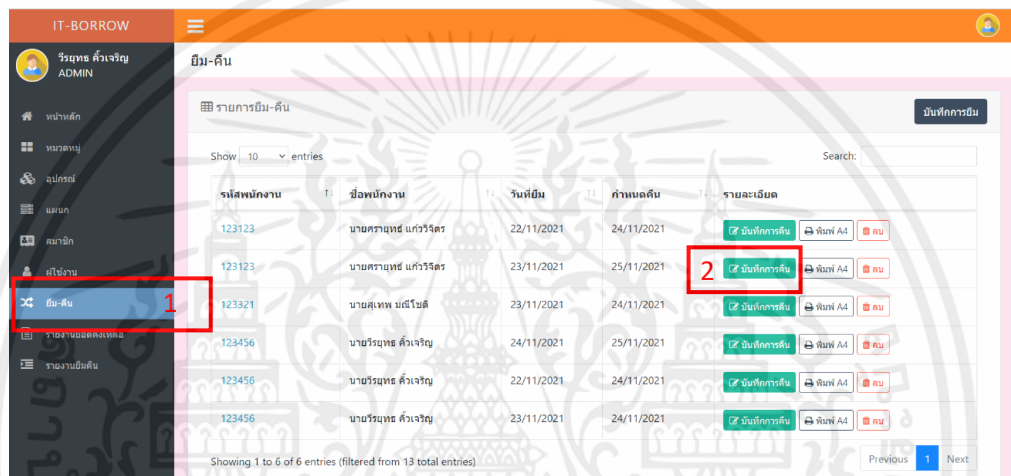 IT-BORROW
วีรยุทธ คิ้วเจริญ
ADMIN
ยืม-คืน
หน้าหลัก
หมวดหมู่
อุปกรณ์
แผนก
สมาชิก
ผู้ใช้งาน
ยืม-คืน 1
รายงานยอดคงเหลือ
รายงานยืมคืน
รายการยืม-คืน บันทึกการยืม
Show 10 entries Search:
รหัสพนักงาน ชื่อพนักงาน วันที่ยืม กำหนดคืน รายละเอียด
123123 นายศรายุทธ์ แก้ววิจิตร 22/11/2021 24/11/2021 บันทึกการคืน พิมพ์ A4 ลบ
123123 นายศรายุทธ์ แก้ววิจิตร 23/11/2021 25/11/2021 2 บันทึกการคืน พิมพ์ A4 ลบ
123321 นายสุเทพ มณีโชติ 23/11/2021 24/11/2021 บันทึกการคืน พิมพ์ A4 ลบ
123456 นายวีรยุทธ คิ้วเจริญ 24/11/2021 25/11/2021 บันทึกการคืน พิมพ์ A4 ลบ
123456 นายวีรยุทธ คิ้วเจริญ 22/11/2021 24/11/2021 บันทึกการคืน พิมพ์ A4 ลบ
123456 นายวีรยุทธ คิ้วเจริญ 23/11/2021 24/11/2021 บันทึกการคืน พิมพ์ A4 ลบ
Showing 1 to 6 of 6 entries (filtered from 13 total entries) Previous 1 Next